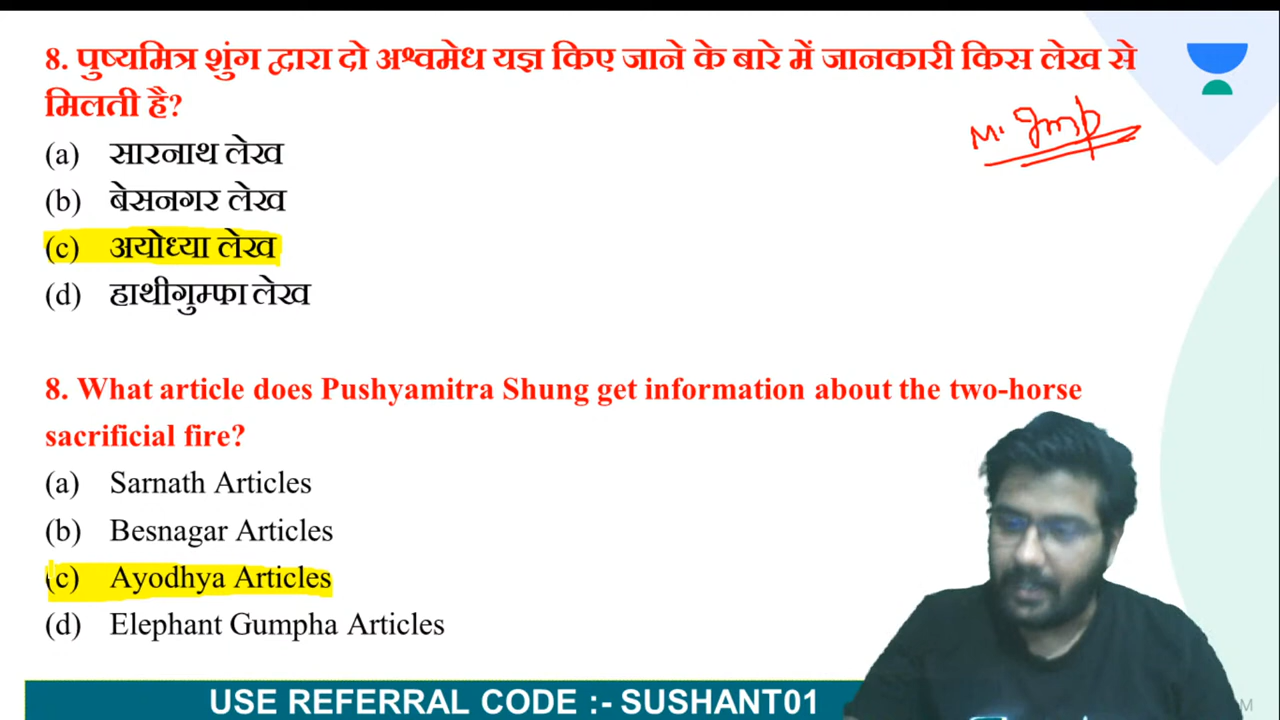 8. पुष्यमित्र शुंग द्वारा दो अश्वमेध यज्ञ किए जाने के बारे में जानकारी किस लेख से
मिलती है?
M. Imp
(a) सारनाथ लेख
(b) बेसनगर लेख
(c) अयोध्या लेख
(d) हाथीगुम्फा लेख
8. What article does Pushyamitra Shung get information about the two-horse
sacrificial fire?
(a) Sarnath Articles
(b) Besnagar Articles
(c) Ayodhya Articles
(d) Elephant Gumpha Articles
USE REFERRAL CODE :- SUSHANT01